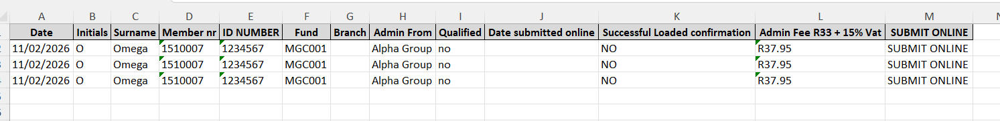 A B C D E F G H I J K L M
Date Initials Surname Member nr ID NUMBER Fund Branch Admin From Qualified Date submitted online Successful Loaded confirmation Admin Fee R33 + 15% Vat SUBMIT ONLINE
11/02/2026 O Omega 1510007 1234567 MGC001 Alpha Group no NO R37.95 SUBMIT ONLINE
11/02/2026 O Omega 1510007 1234567 MGC001 Alpha Group no NO R37.95 SUBMIT ONLINE
11/02/2026 O Omega 1510007 1234567 MGC001 Alpha Group no NO R37.95 SUBMIT ONLINE